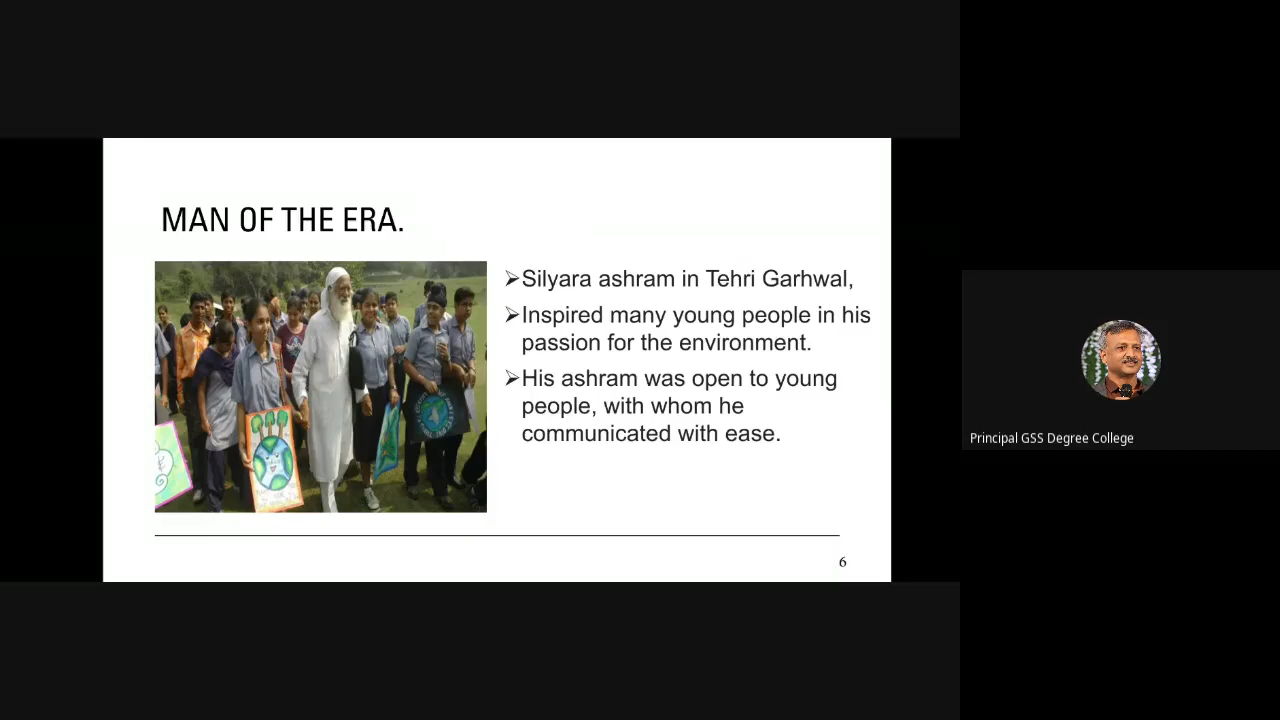 MAN OF THE ERA.
➢Silyara ashram in Tehri Garhwal,
➢Inspired many young people in his
passion for the environment.
➢His ashram was open to young
people, with whom he
communicated with ease.
6
Principal GSS Degree College